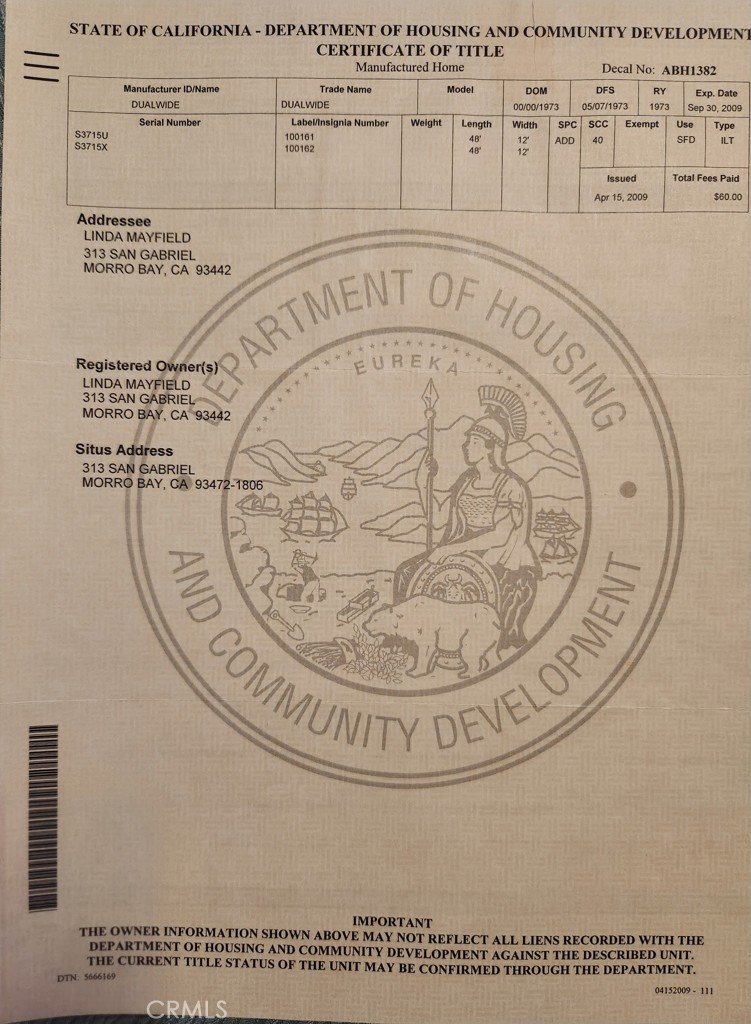 STATE OF CALIFORNIA - DEPARTMENT OF HOUSING AND COMMUNITY DEVELOPMENT
CERTIFICATE OF TITLE
Manufactured Home
Decal No: ABH1382
Manufacturer ID/Name Trade Name Model DOM DFS RY Exp. Date
DUALWIDE DUALWIDE 00/00/1973 05/07/1973 1973 Sep 30, 2009
Serial Number Label/Insignia Number Weight Length Width SPC SCC Exempt Use Type
S3715U 100161 48' 12' ADD 40 SFD ILT
S3715X 100162 48' 12'
Issued Total Fees Paid
Apr 15, 2009 $60.00
Addressee
LINDA MAYFIELD
313 SAN GABRIEL
MORRO BAY, CA 93442
Registered Owner(s)
LINDA MAYFIELD
313 SAN GABRIEL
MORRO BAY, CA 93442
Situs Address
313 SAN GABRIEL
MORRO BAY, CA 93472-1806
DEPARTMENT OF HOUSING
EUREKA
AND COMMUNITY DEVELOPMENT
IMPORTANT
THE OWNER INFORMATION SHOWN ABOVE MAY NOT REFLECT ALL LIENS RECORDED WITH THE
DEPARTMENT OF HOUSING AND COMMUNITY DEVELOPMENT AGAINST THE DESCRIBED UNIT.
THE CURRENT TITLE STATUS OF THE UNIT MAY BE CONFIRMED THROUGH THE DEPARTMENT.
DTN: 5666169
04152009 - 111
CRMLS